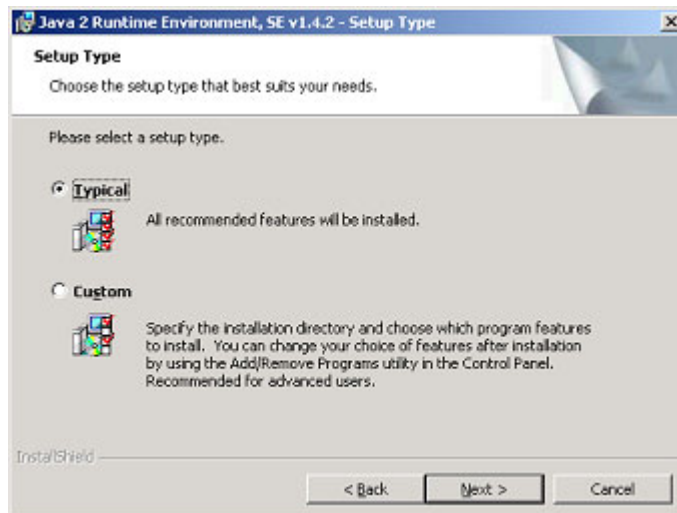 Java 2 Runtime Environment, SE v1.4.2 - Setup Type
Setup Type
Choose the setup type that best suits your needs.
Please select a setup type.
Typical
All recommended features will be installed.
Custom
Specify the installation directory and choose which program features
to install. You can change your choice of features after installation
by using the Add/Remove Programs utility in the Control Panel.
Recommended for advanced users.
InstallShield
< Back
Next >
Cancel